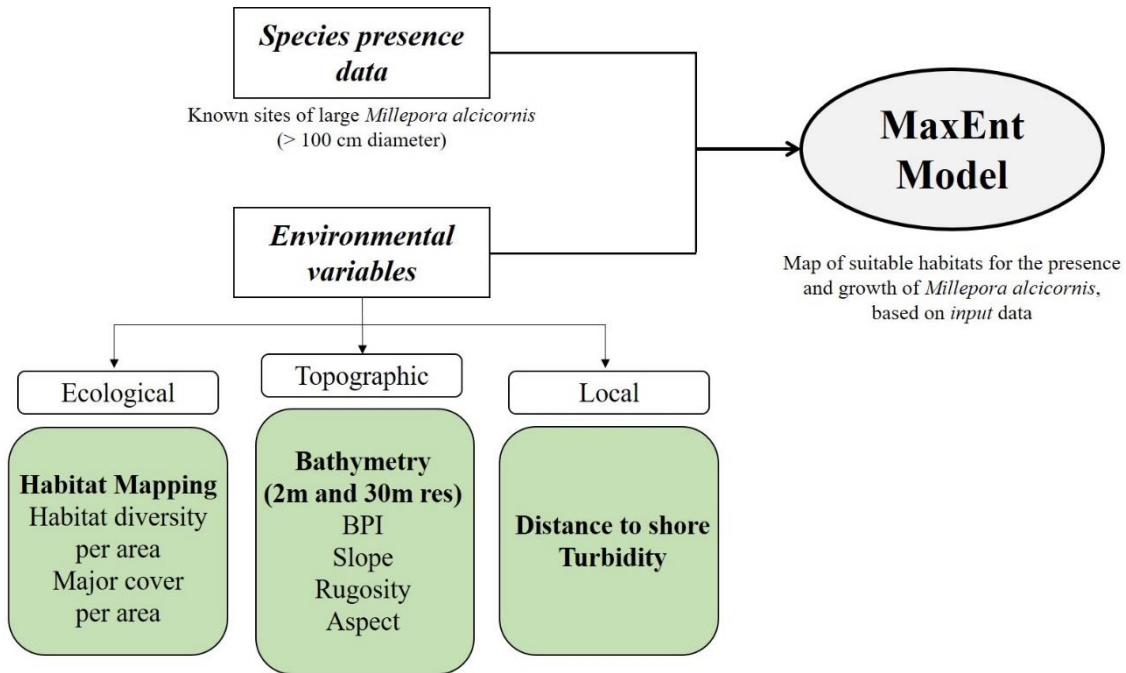 Species presence
data
Known sites of large Millepora alcicornis
(> 100 cm diameter)
MaxEnt
Model
Map of suitable habitats for the presence
and growth of Millepora alcicornis,
based on input data
Environmental
variables
Ecological
Topographic
Local
Habitat Mapping
Habitat diversity
per area
Major cover
per area
Bathymetry
(2m and 30m res)
BPI
Slope
Rugosity
Aspect
Distance to shore
Turbidity